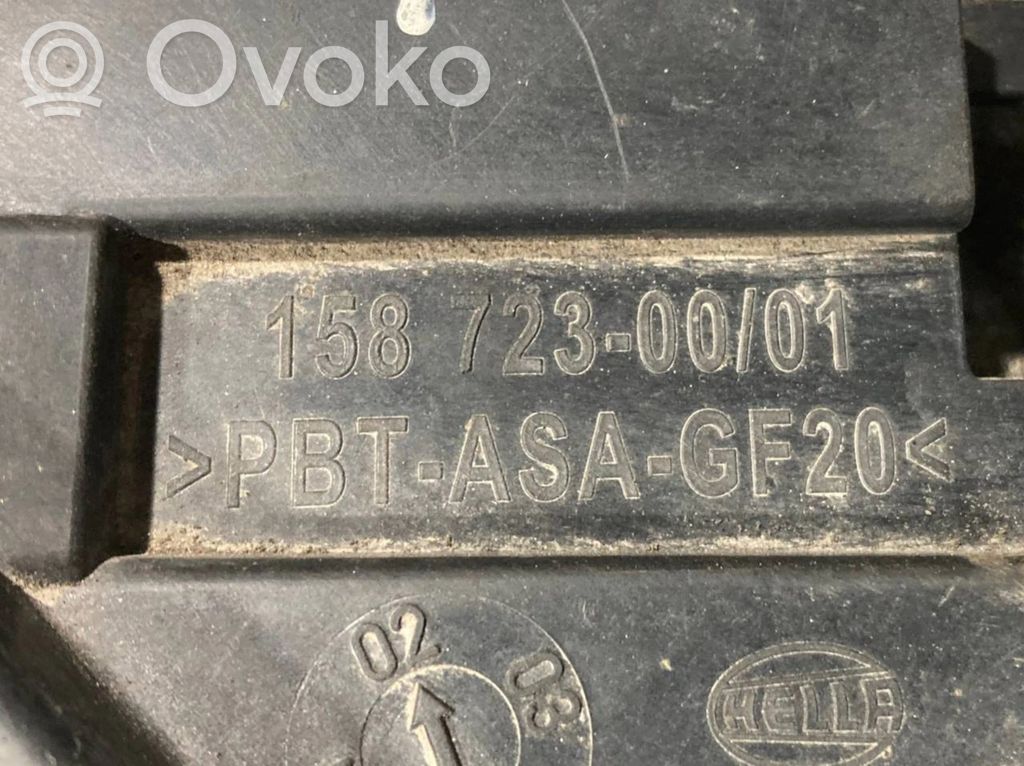 Ovoko
158 723-00/01
>PBT-ASA-GF20<
02
03
HELLA